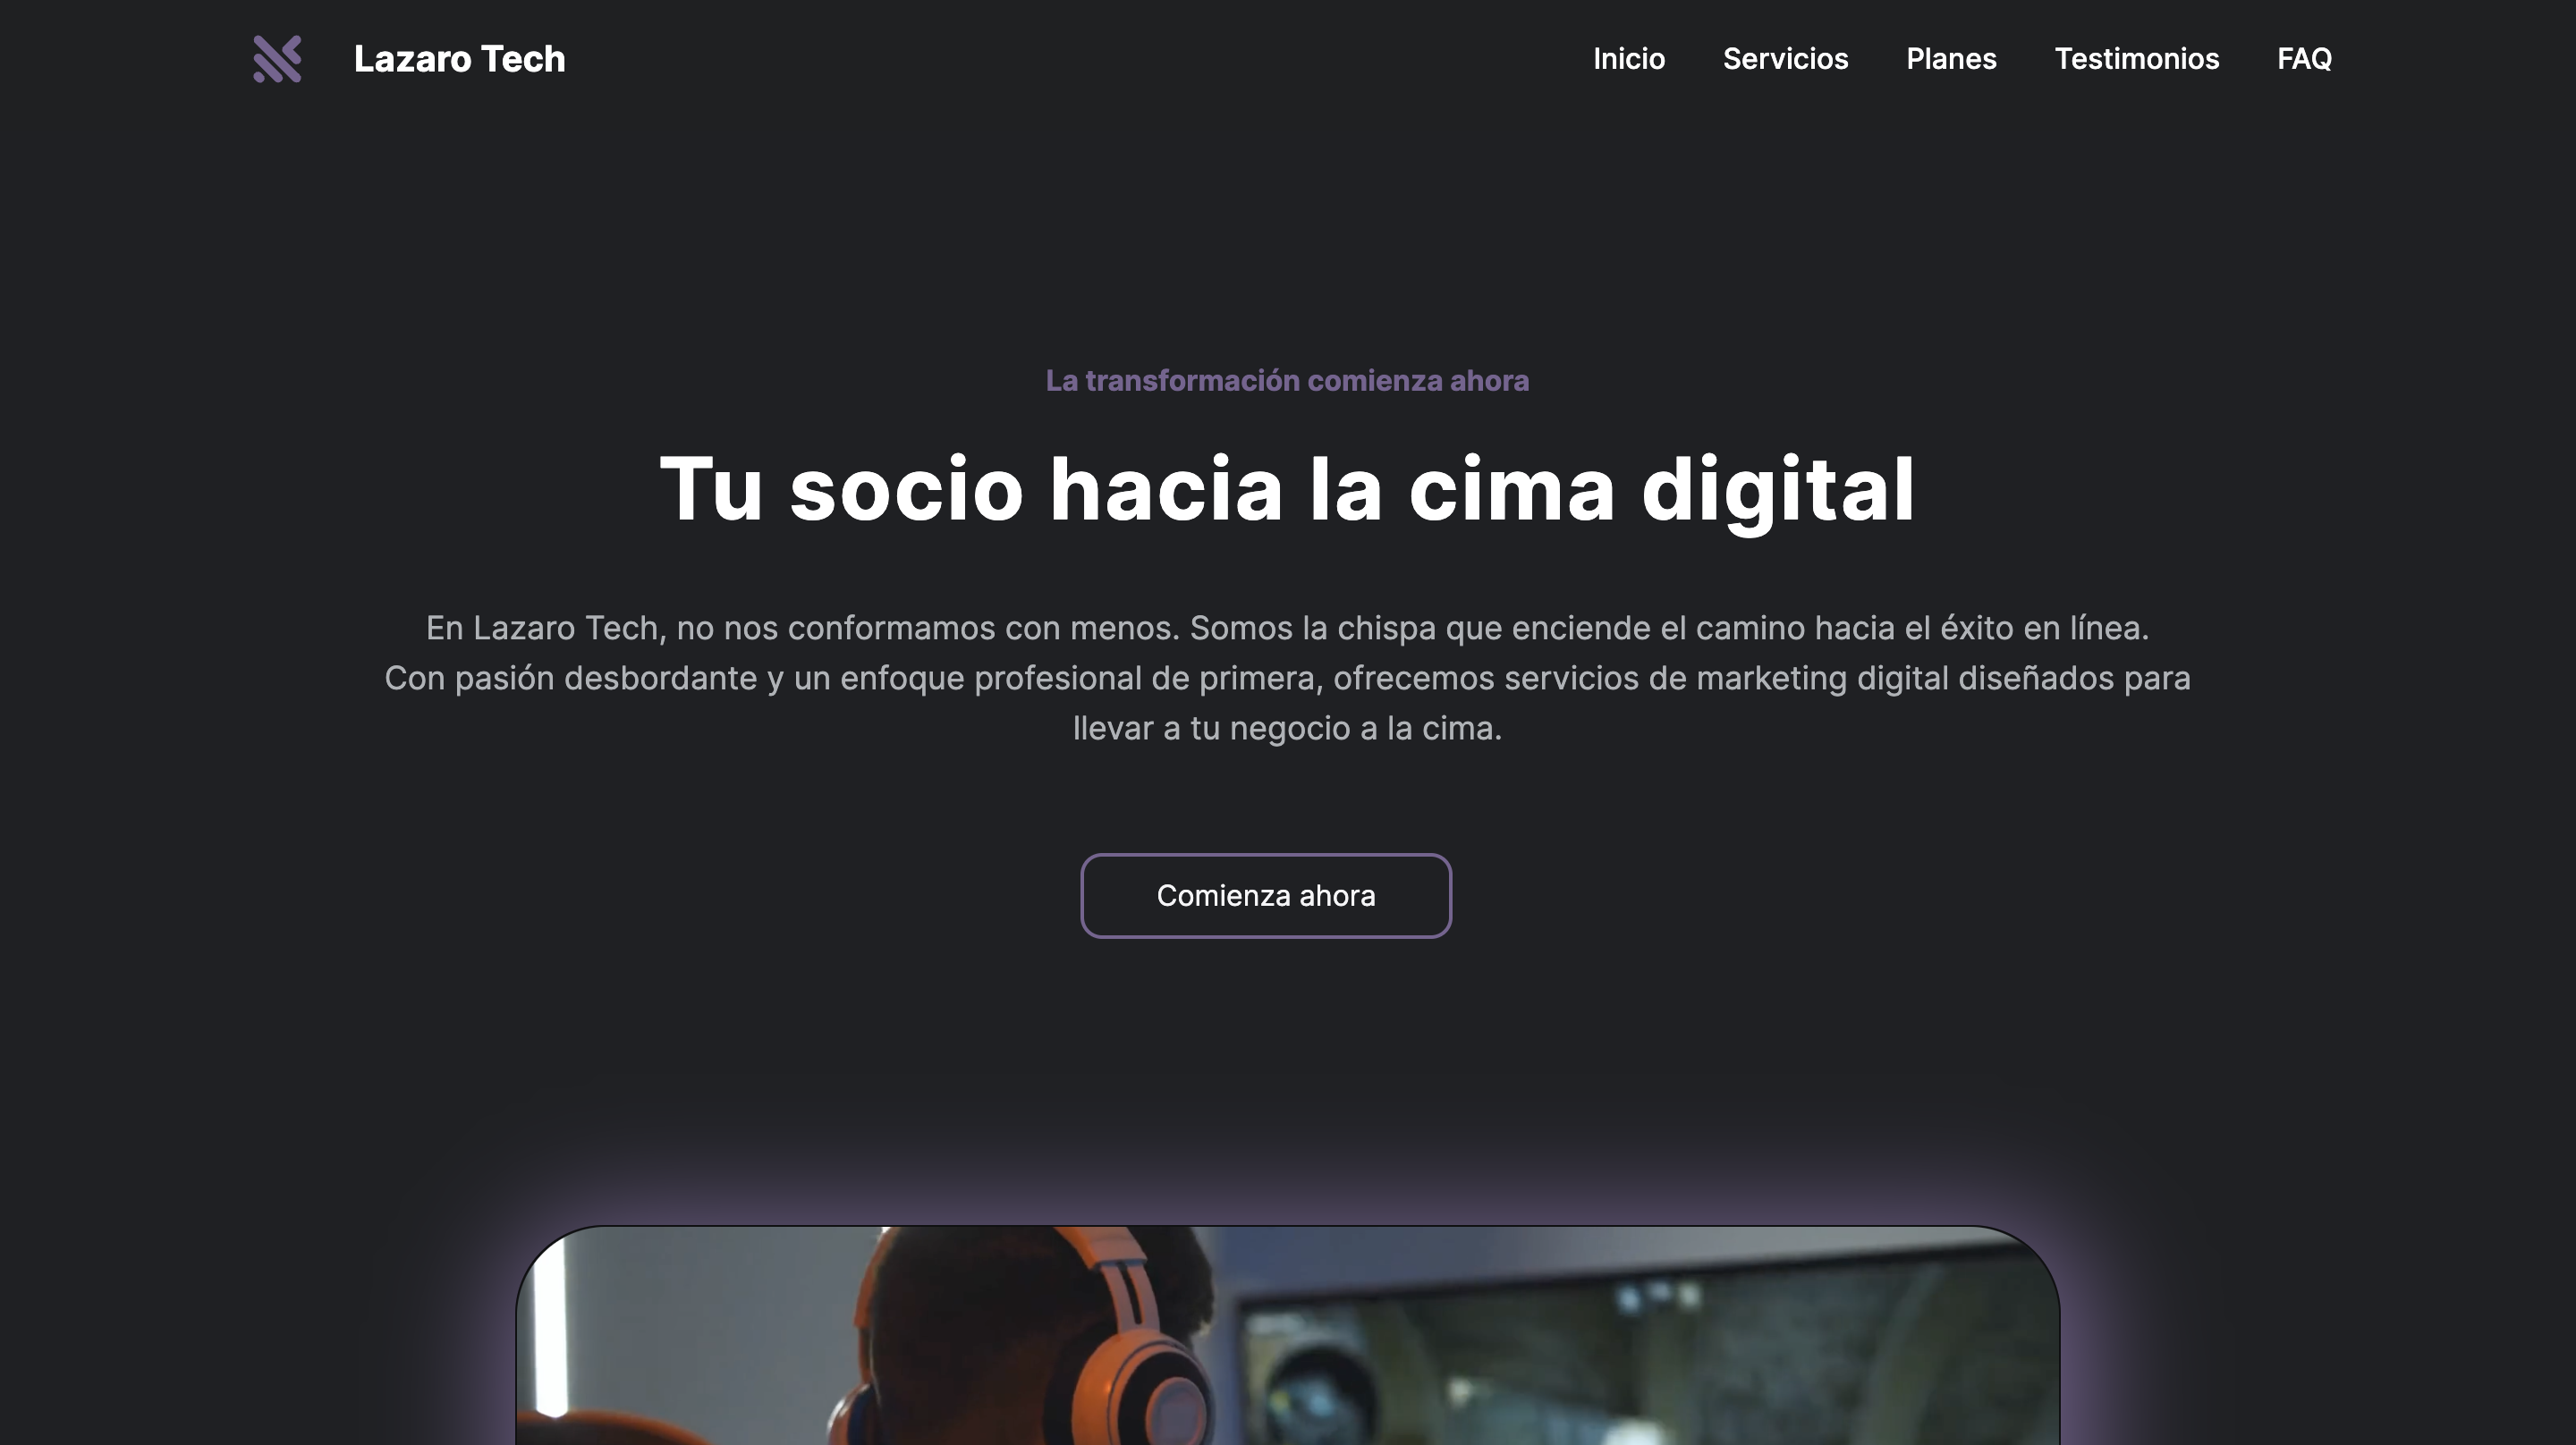 Lazaro Tech
Inicio Servicios Planes Testimonios FAQ
La transformación comienza ahora
Tu socio hacia la cima digital
En Lazaro Tech, no nos conformamos con menos. Somos la chispa que enciende el camino hacia el éxito en línea.
Con pasión desbordante y un enfoque profesional de primera, ofrecemos servicios de marketing digital diseñados para
llevar a tu negocio a la cima.
Comienza ahora